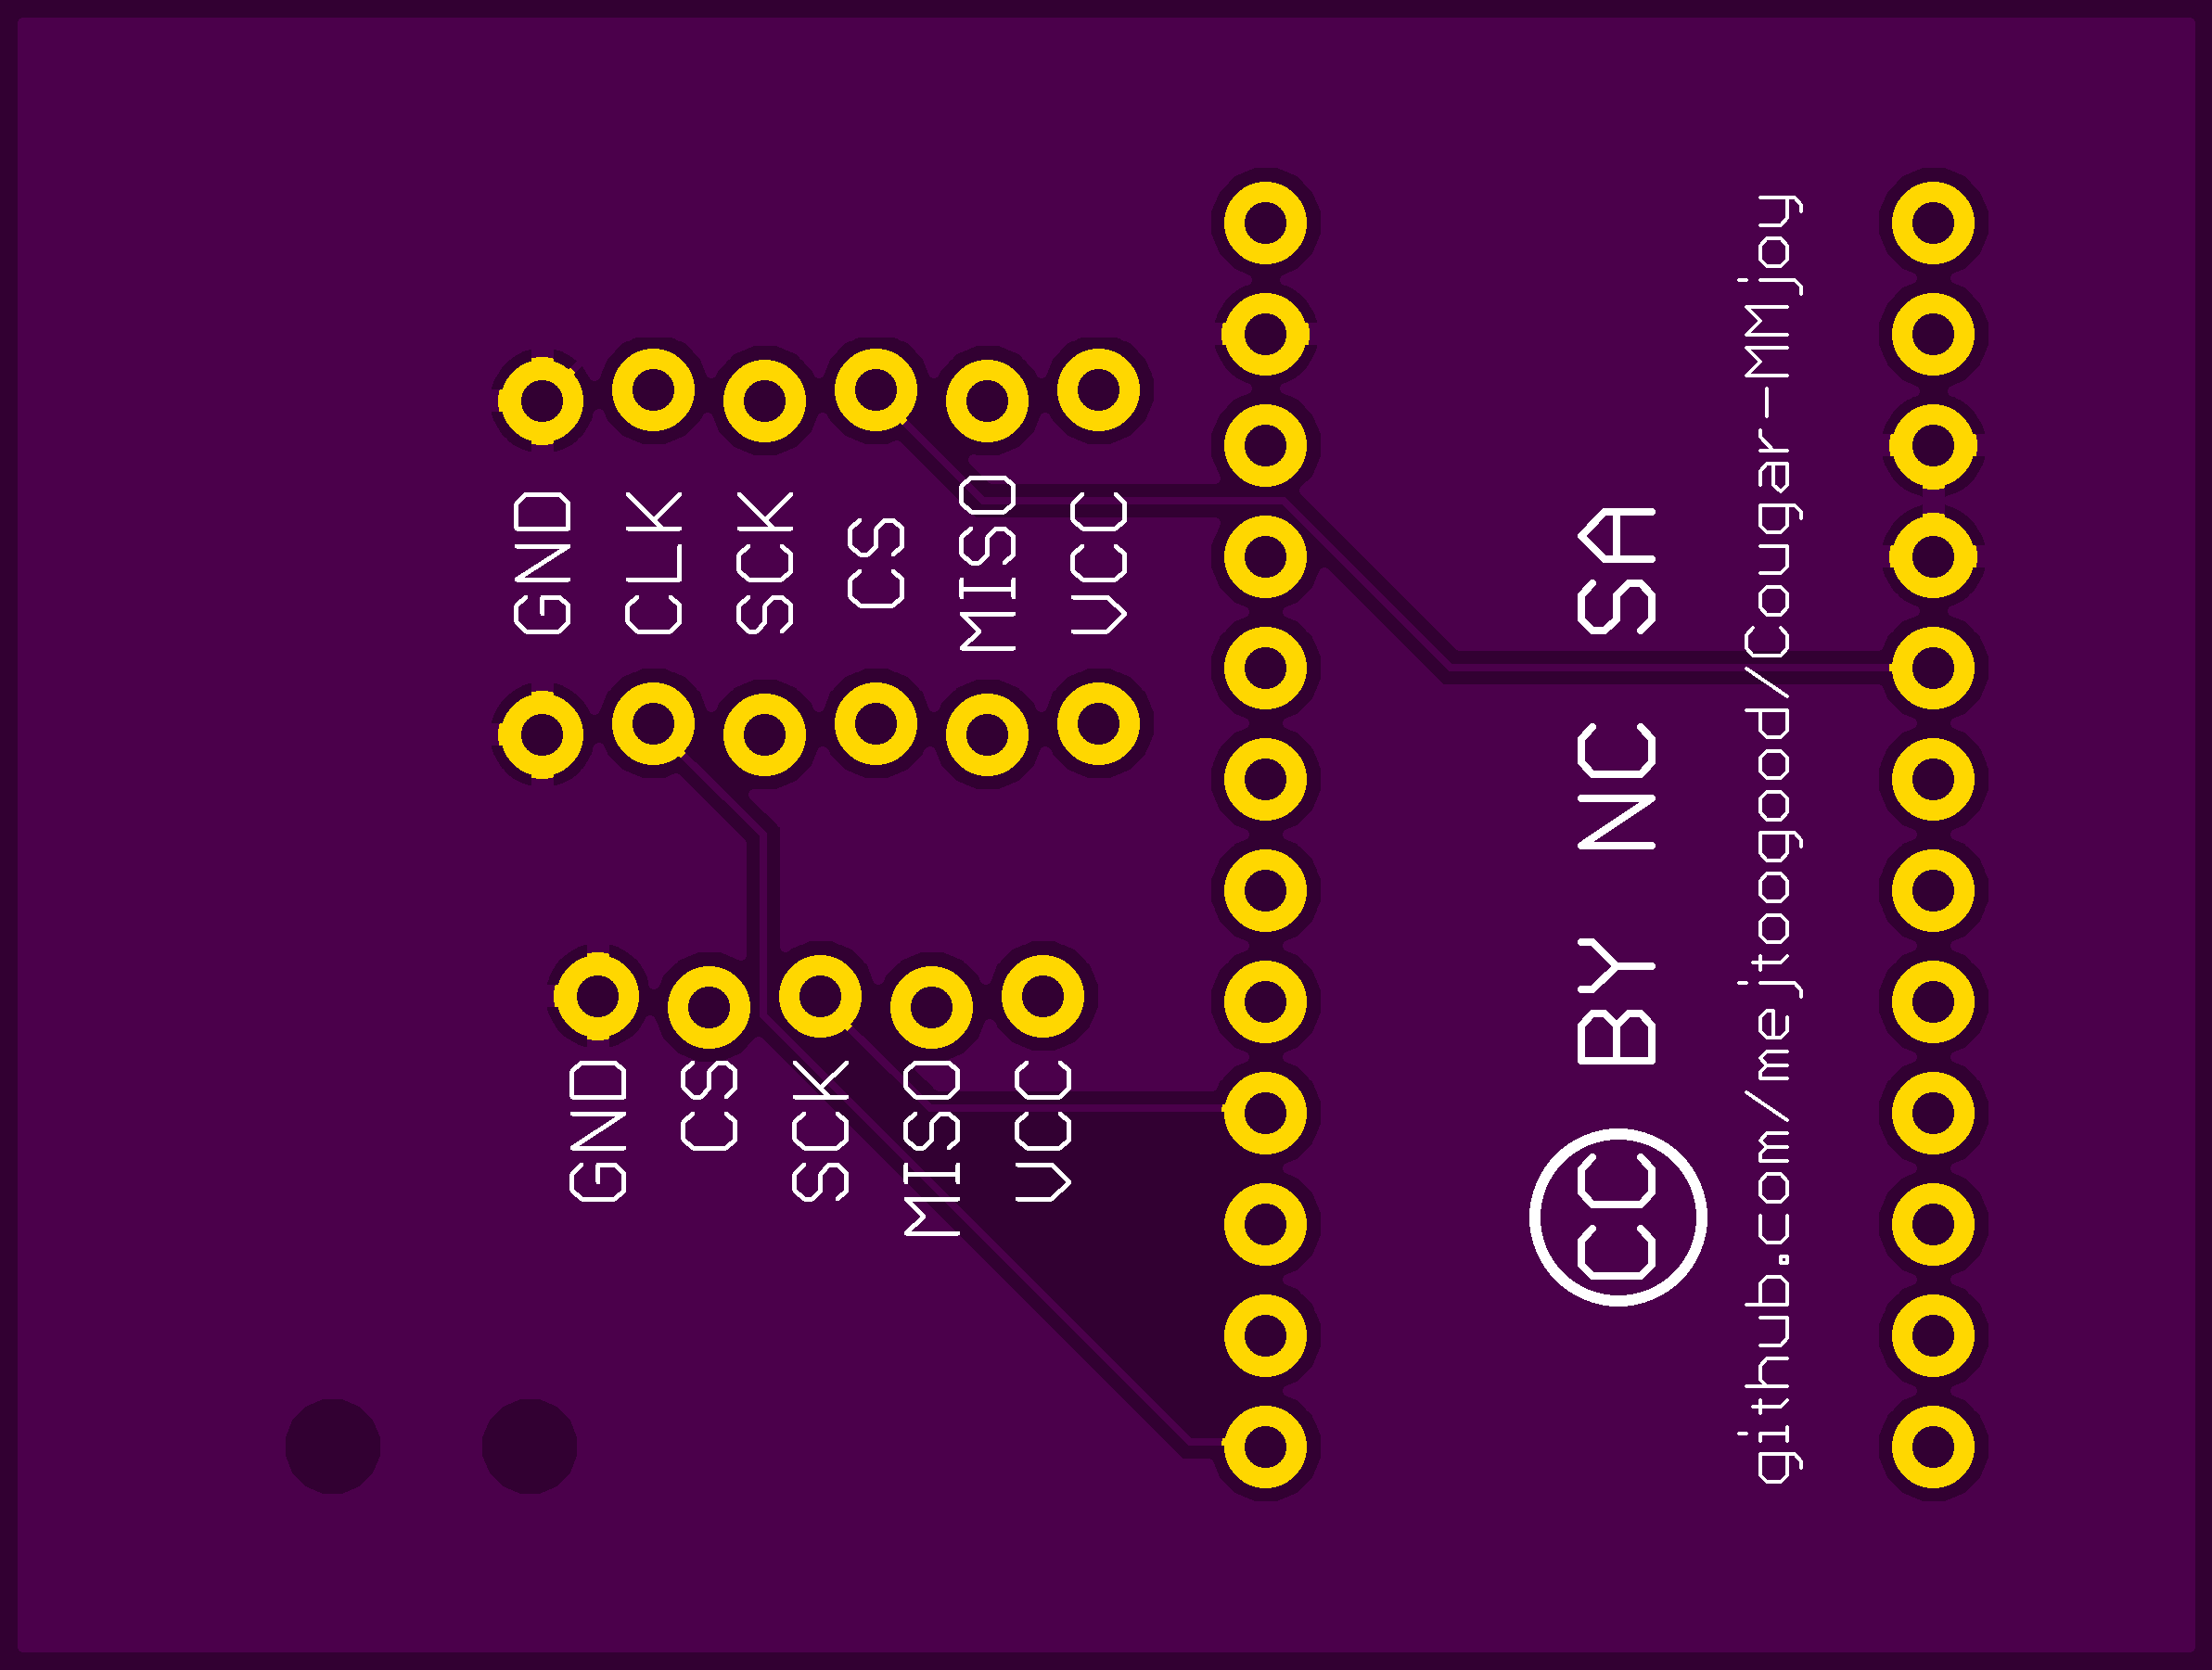 GND
CLK
SCK
CS
MISO
VCC
GND
CS
SCK
MISO
VCC
CC BY NC SA
github.com/mejtoogood/Cougar-MMjoy